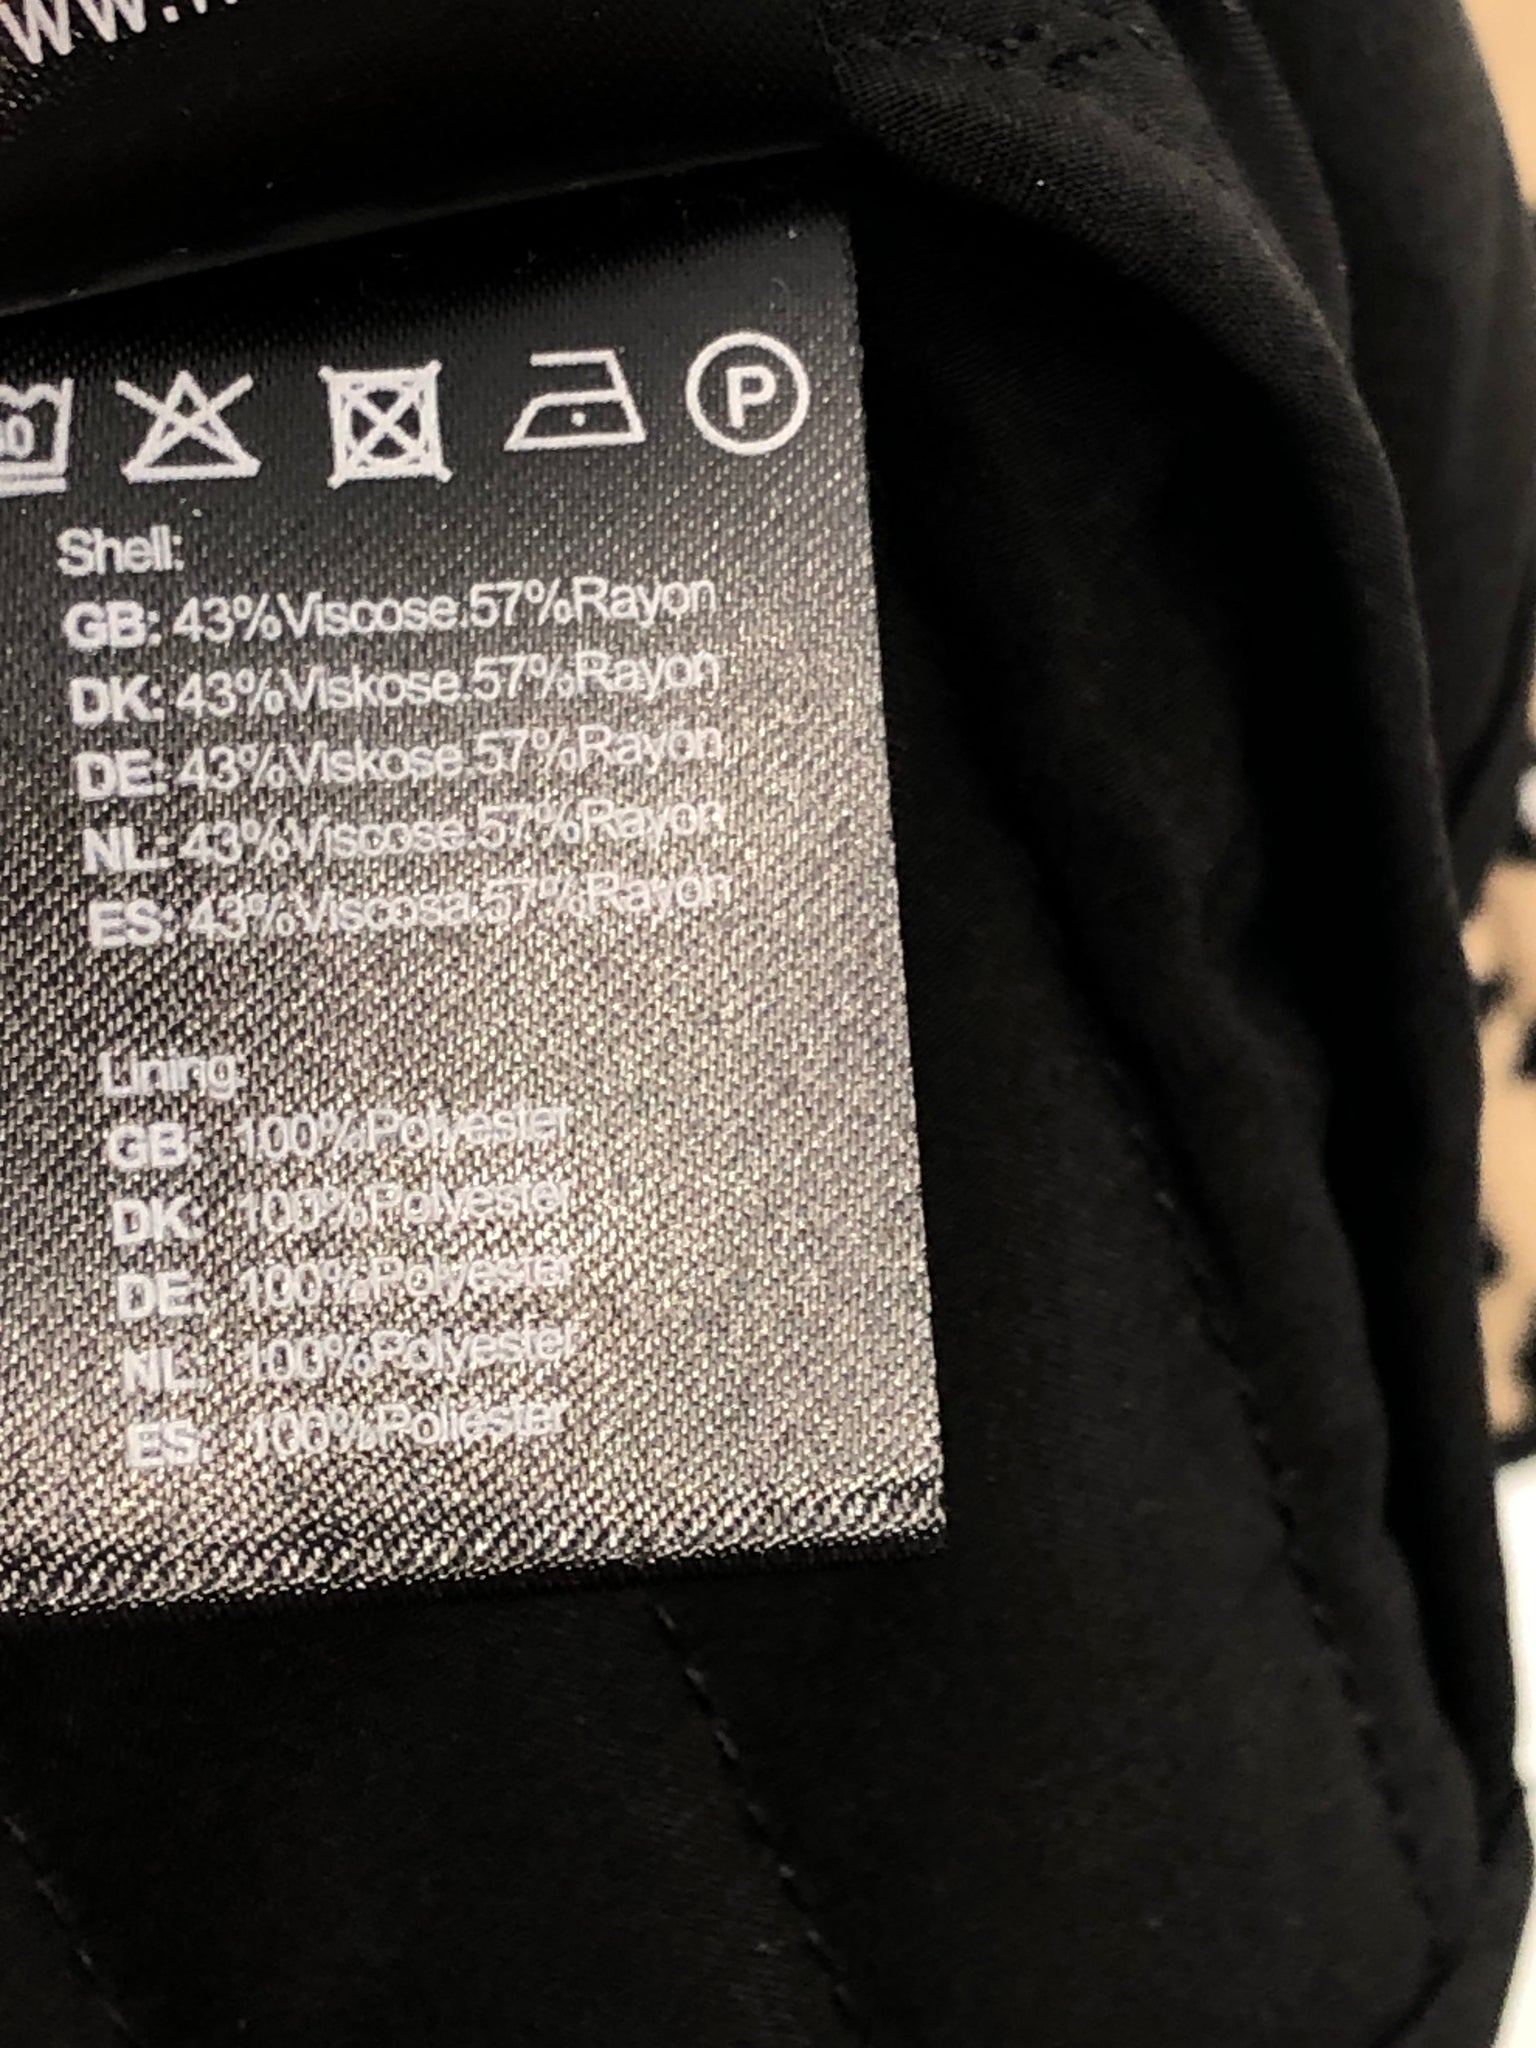 P
Shell:
GB: 43%Viscose.57%Rayon
DK: 43%Viskose.57%Rayon
DE: 43%Viskose.57%Rayon
NL: 43%Viscose.57%Rayon
ES: 43%Viscosa.57%Rayon
Lining:
GB: 100%Polyester
DK: 100%Polyester
DE: 100%Polyester
NL: 100%Polyester
ES: 100%Poliester